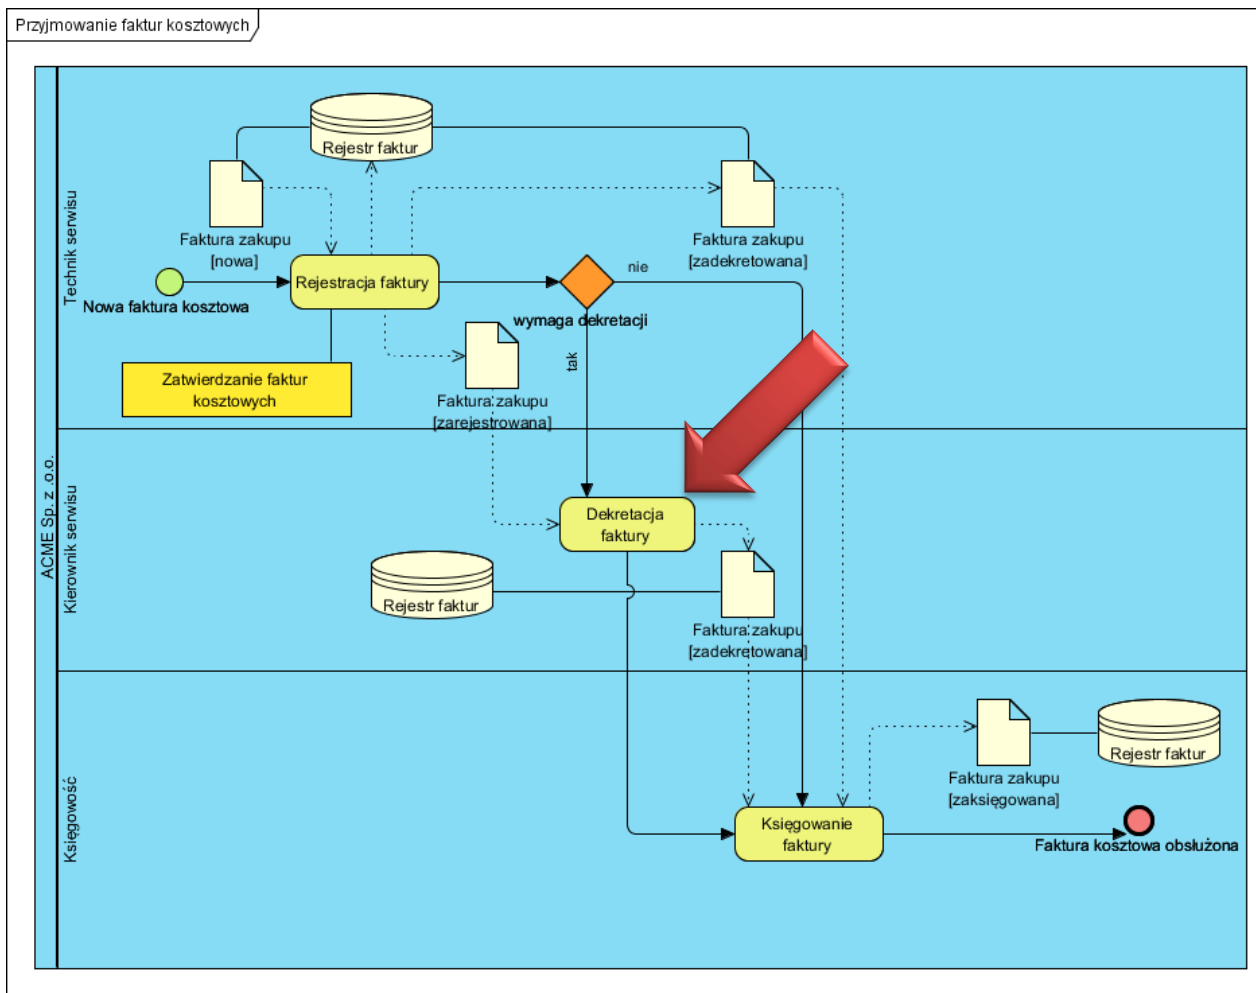 Przyjmowanie faktur kosztowych
ACME Sp. z .o.o.
Technik serwisu
Rejestr faktur
Faktura zakupu
[nowa]
Faktura zakupu
[zadekretowana]
Nowa faktura kosztowa
Rejestracja faktury
nie
wymaga dekretacji
tak
Zatwierdzanie faktur
kosztowych
Faktura zakupu
[zarejestrowana]
Kierownik serwisu
Dekretacja
faktury
Rejestr faktur
Faktura zakupu
[zadekretowana]
Księgowość
Faktura zakupu
[zaksięgowana]
Rejestr faktur
Księgowanie
faktury
Faktura kosztowa obsłużona